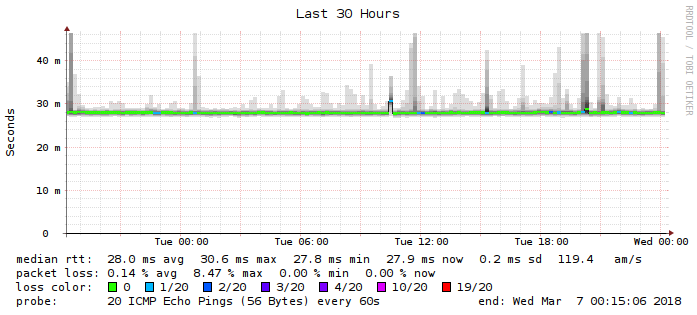 Last 30 Hours
RRDTOOL / TOBI OETIKER
Seconds
40 m
30 m
20 m
10 m
0
Tue 00:00 Tue 06:00 Tue 12:00 Tue 18:00 Wed 00:00
median rtt: 28.0 ms avg 30.6 ms max 27.8 ms min 27.9 ms now 0.2 ms sd 119.4 am/s
packet loss: 0.14 % avg 8.47 % max 0.00 % min 0.00 % now
loss color: 0 1/20 2/20 3/20 4/20 10/20 19/20
probe: 20 ICMP Echo Pings (56 Bytes) every 60s end: Wed Mar 7 00:15:06 2018